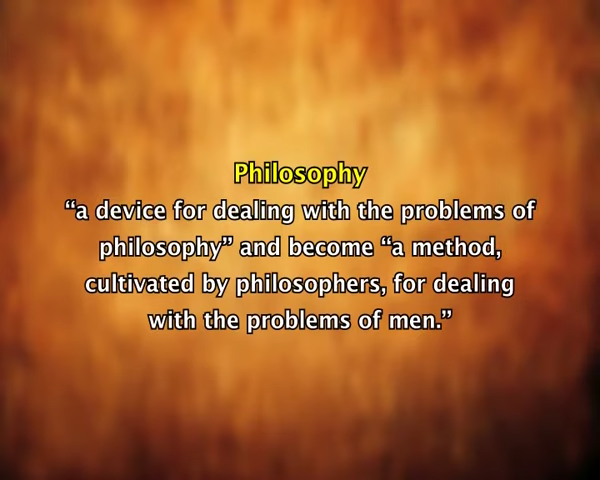 Philosophy
“a device for dealing with the problems of
philosophy” and become “a method,
cultivated by philosophers, for dealing
with the problems of men.”